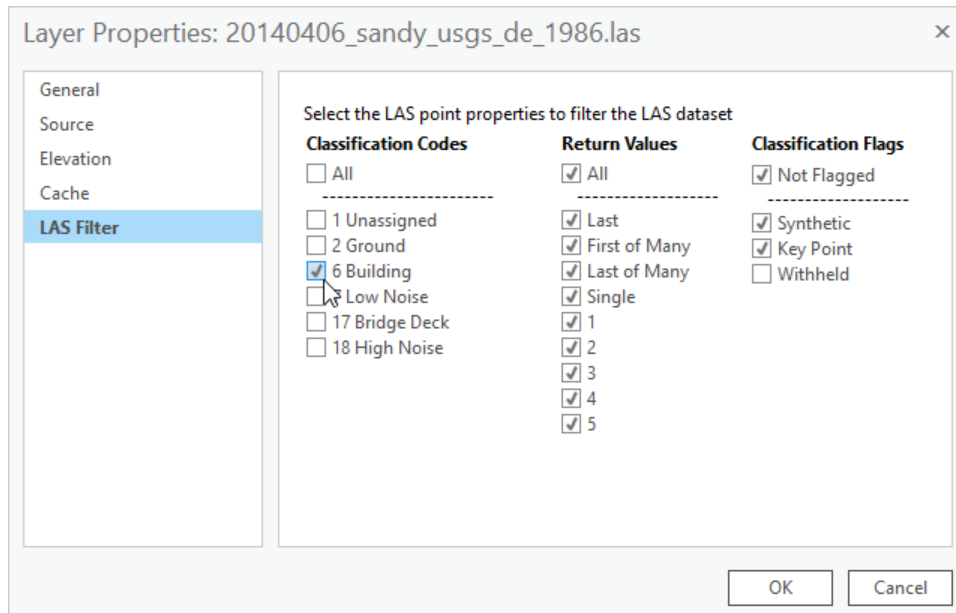 Layer Properties: 20140406_sandy_usgs_de_1986.las
General
Source
Elevation
Cache
LAS Filter
Select the LAS point properties to filter the LAS dataset
Classification Codes
All
-----------------------
1 Unassigned
2 Ground
6 Building
Low Noise
17 Bridge Deck
18 High Noise
Return Values
All
-------------------
Last
First of Many
Last of Many
Single
1
2
3
4
5
Classification Flags
Not Flagged
-------------------
Synthetic
Key Point
Withheld
OK
Cancel